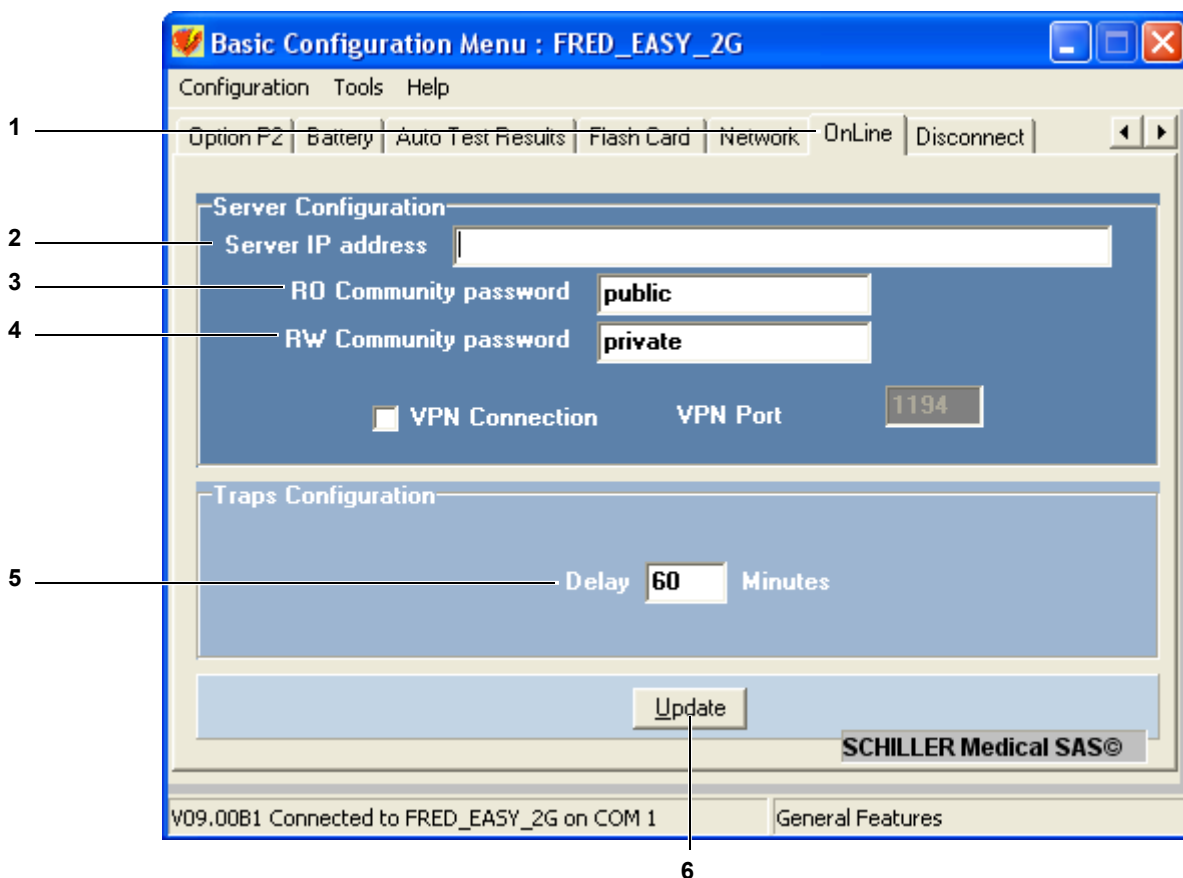 Basic Configuration Menu : FRED_EASY_2G
Configuration Tools Help
1
Option P2 Battery Auto Test Results Flash Card Network OnLine Disconnect
Server Configuration
2 Server IP address
3 RO Community password public
4 RW Community password private
VPN Connection VPN Port 1194
Traps Configuration
5 Delay 60 Minutes
Update
SCHILLER Medical SAS©
V09.00B1 Connected to FRED_EASY_2G on COM 1 General Features
6